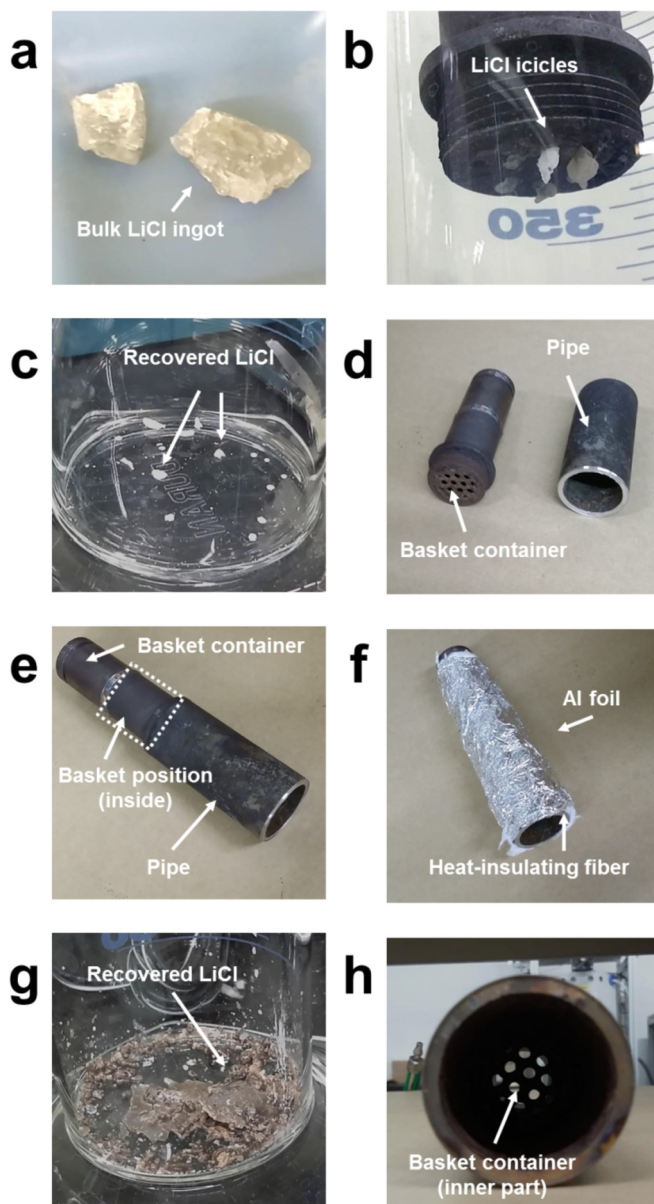 a
Bulk LiCl ingot
b
LiCl icicles
350
c
Recovered LiCl
DURAN
d
Pipe
Basket container
e
Basket container
Basket position
(inside)
Pipe
f
Al foil
Heat-insulating fiber
g
Recovered LiCl
h
Basket container
(inner part)